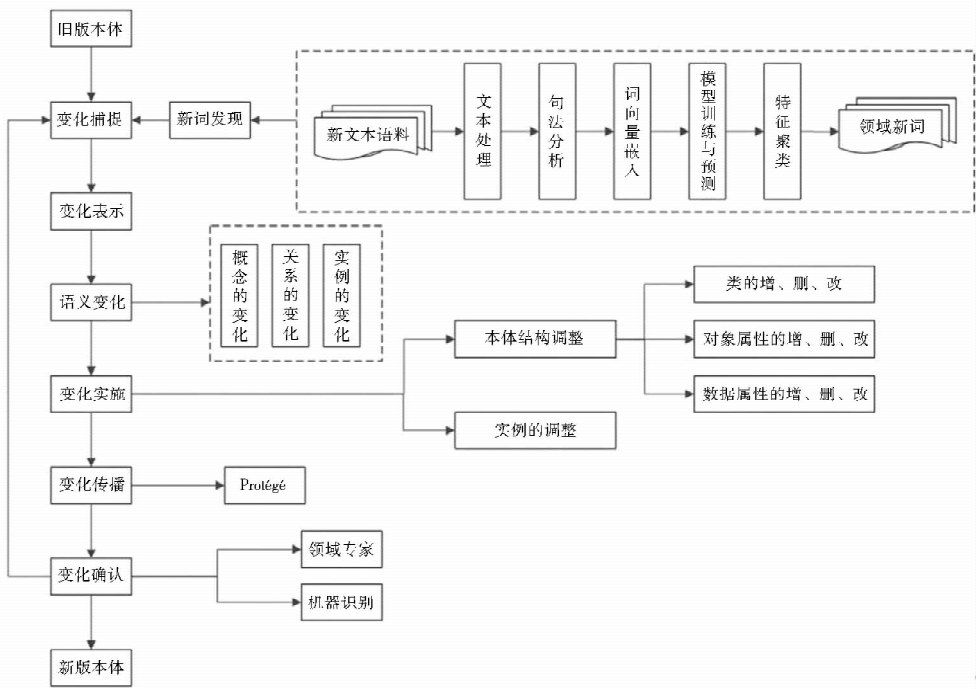 旧版本体
变化捕捉
新词发现
新文本语料
文本处理
句法分析
词向量嵌入
模型训练与预测
特征聚类
领域新词
变化表示
语义变化
概念的变化
关系的变化
实例的变化
类的增、删、改
本体结构调整
对象属性的增、删、改
数据属性的增、删、改
变化实施
实例的调整
变化传播
Protégé
领域专家
变化确认
机器识别
新版本体